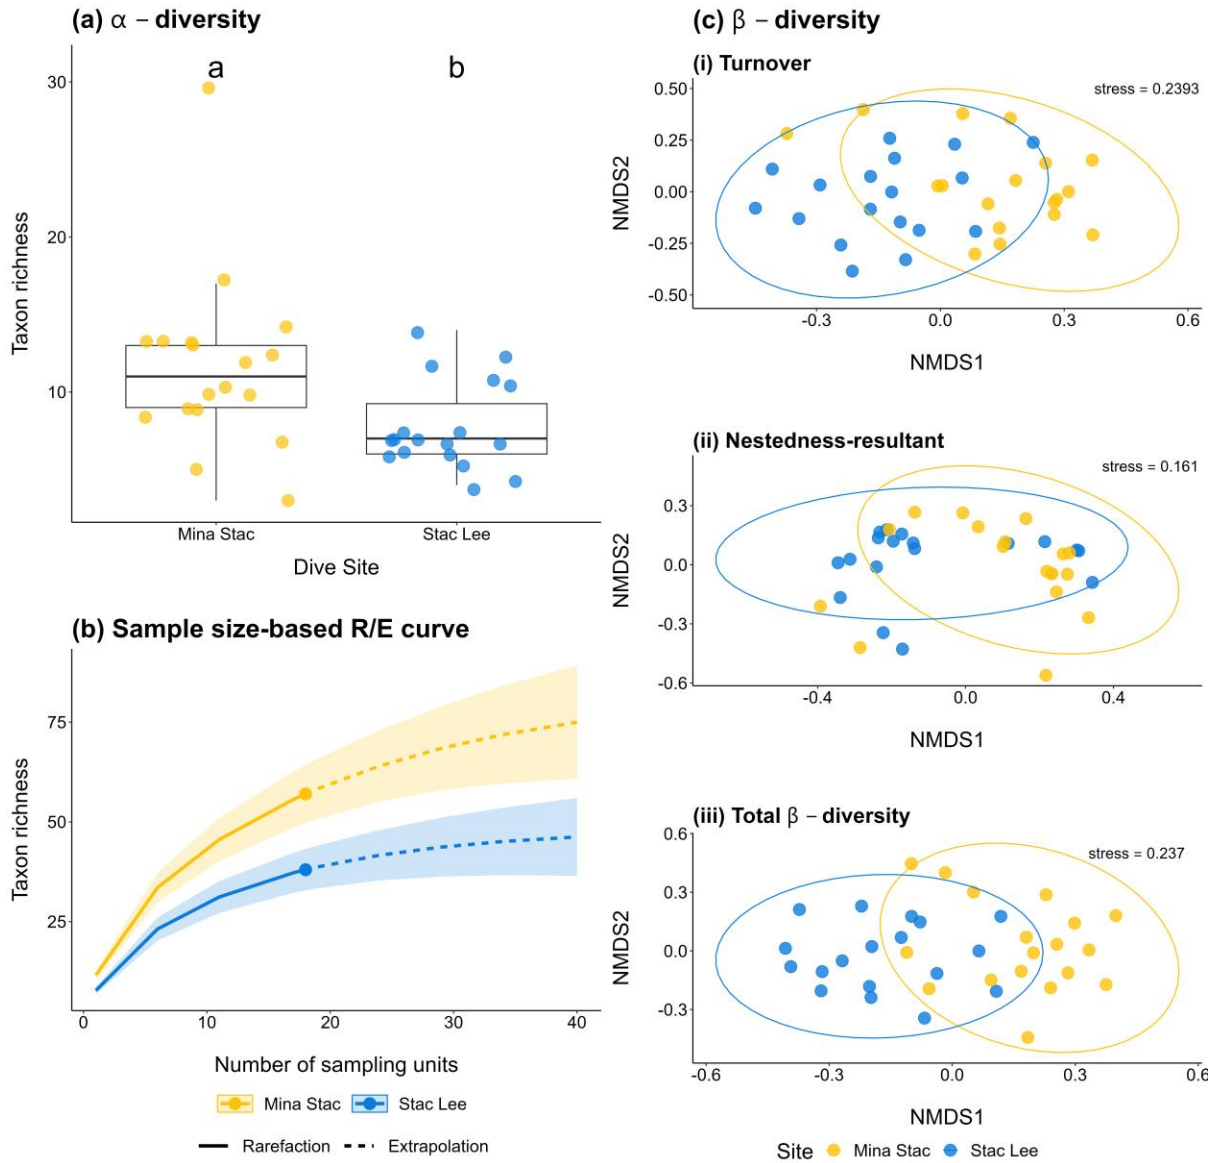 (a) α – diversity
a
b
30
20
10
Taxon richness
Mina Stac
Stac Lee
Dive Site
(b) Sample size-based R/E curve
75
50
25
Taxon richness
0
10
20
30
40
Number of sampling units
Mina Stac
Stac Lee
Rarefaction
Extrapolation
(c) β – diversity
(i) Turnover
stress = 0.2393
0.50
0.25
0.00
-0.25
-0.50
NMDS2
-0.3
0.0
0.3
0.6
NMDS1
(ii) Nestedness-resultant
stress = 0.161
0.3
0.0
-0.3
-0.6
NMDS2
-0.4
0.0
0.4
NMDS1
(iii) Total β – diversity
stress = 0.237
0.6
0.3
0.0
-0.3
NMDS2
-0.6
-0.3
0.0
0.3
0.6
NMDS1
Site
Mina Stac
Stac Lee